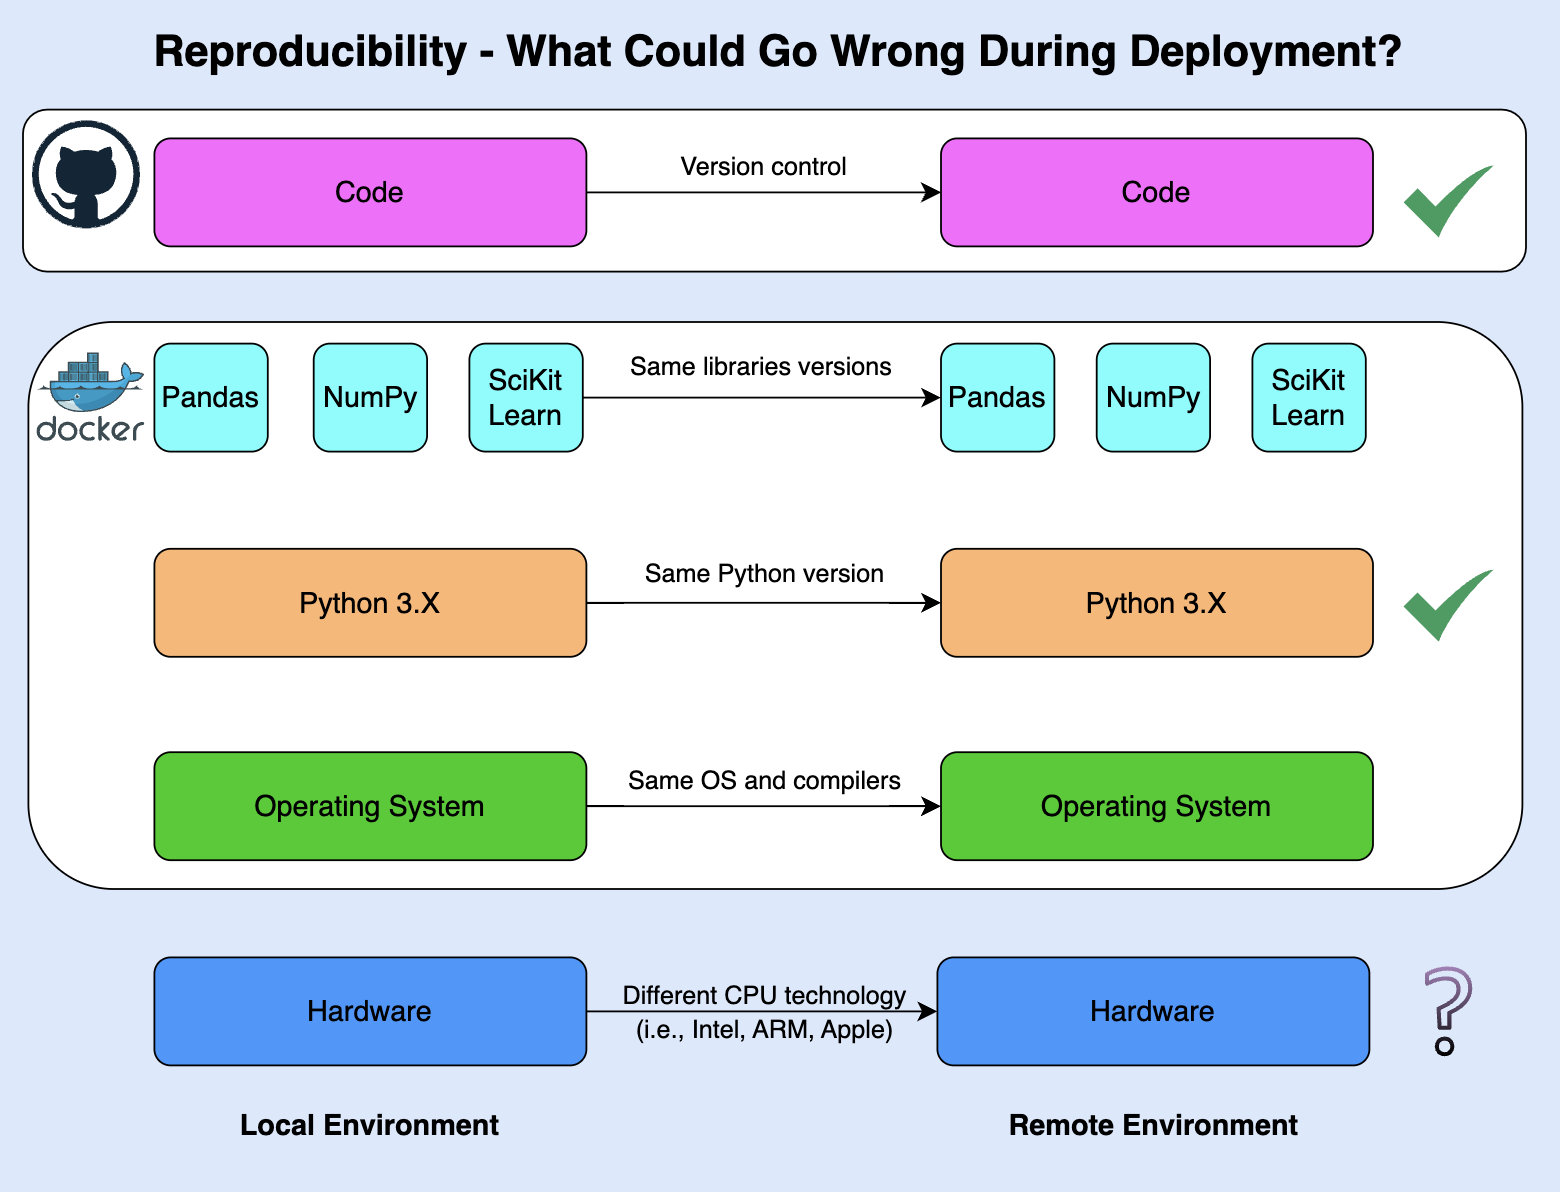 Reproducibility - What Could Go Wrong During Deployment?
Code
Version control
Code
docker
Pandas
NumPy
SciKit
Learn
Same libraries versions
Pandas
NumPy
SciKit
Learn
Python 3.X
Same Python version
Python 3.X
Operating System
Same OS and compilers
Operating System
Hardware
Different CPU technology
(i.e., Intel, ARM, Apple)
Hardware
?
Local Environment
Remote Environment